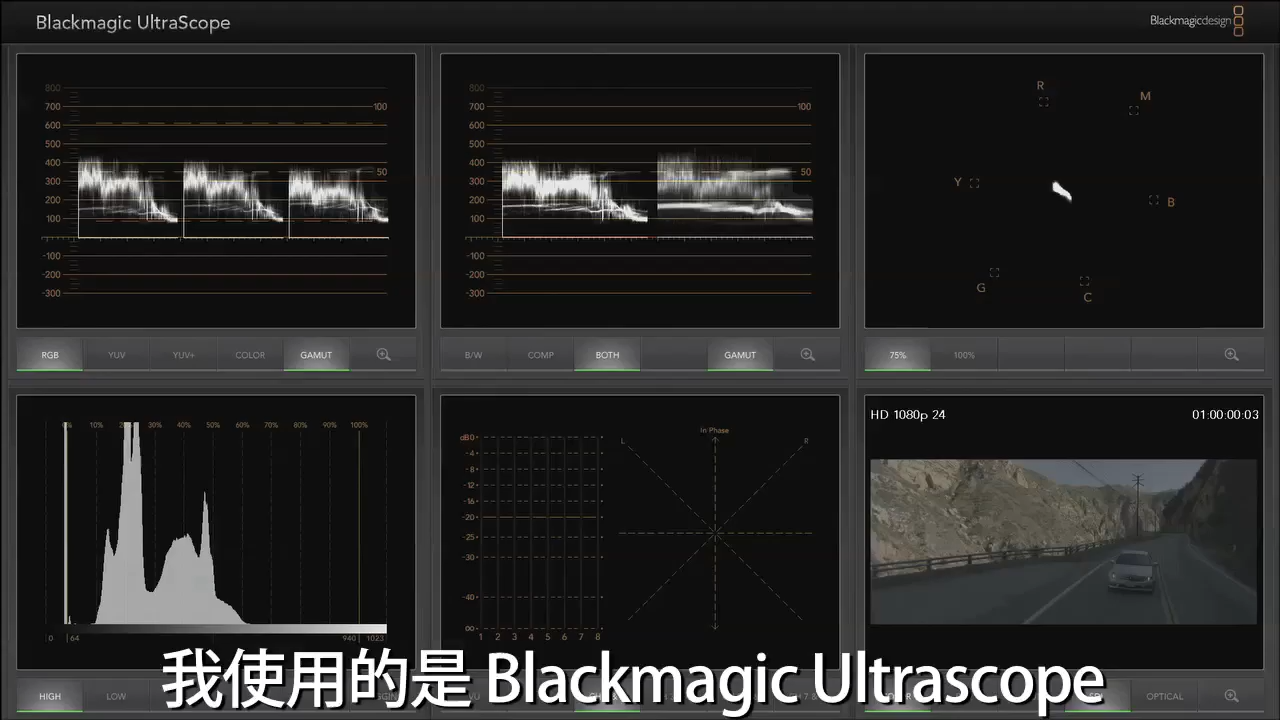 Blackmagic UltraScope
Blackmagicdesign
800
700
600
500
400
300
200
100
-100
-200
-300
100
50
800
700
600
500
400
300
200
100
-100
-200
-300
100
50
R
M
Y
B
G
C
RGB YUV YUV+ COLOR GAMUT
B/W COMP BOTH GAMUT
75% 100%
10% 20% 30% 40% 50% 60% 70% 80% 90% 100%
0 64 940 1023
dB0
-4
-8
-12
-16
-20
-25
-30
-40
∞
1 2 3 4 5 6 7 8
In Phase
L R
HD 1080p 24 01:00:00:03
HIGH LOW
OPTICAL
我使用的是 Blackmagic Ultrascope